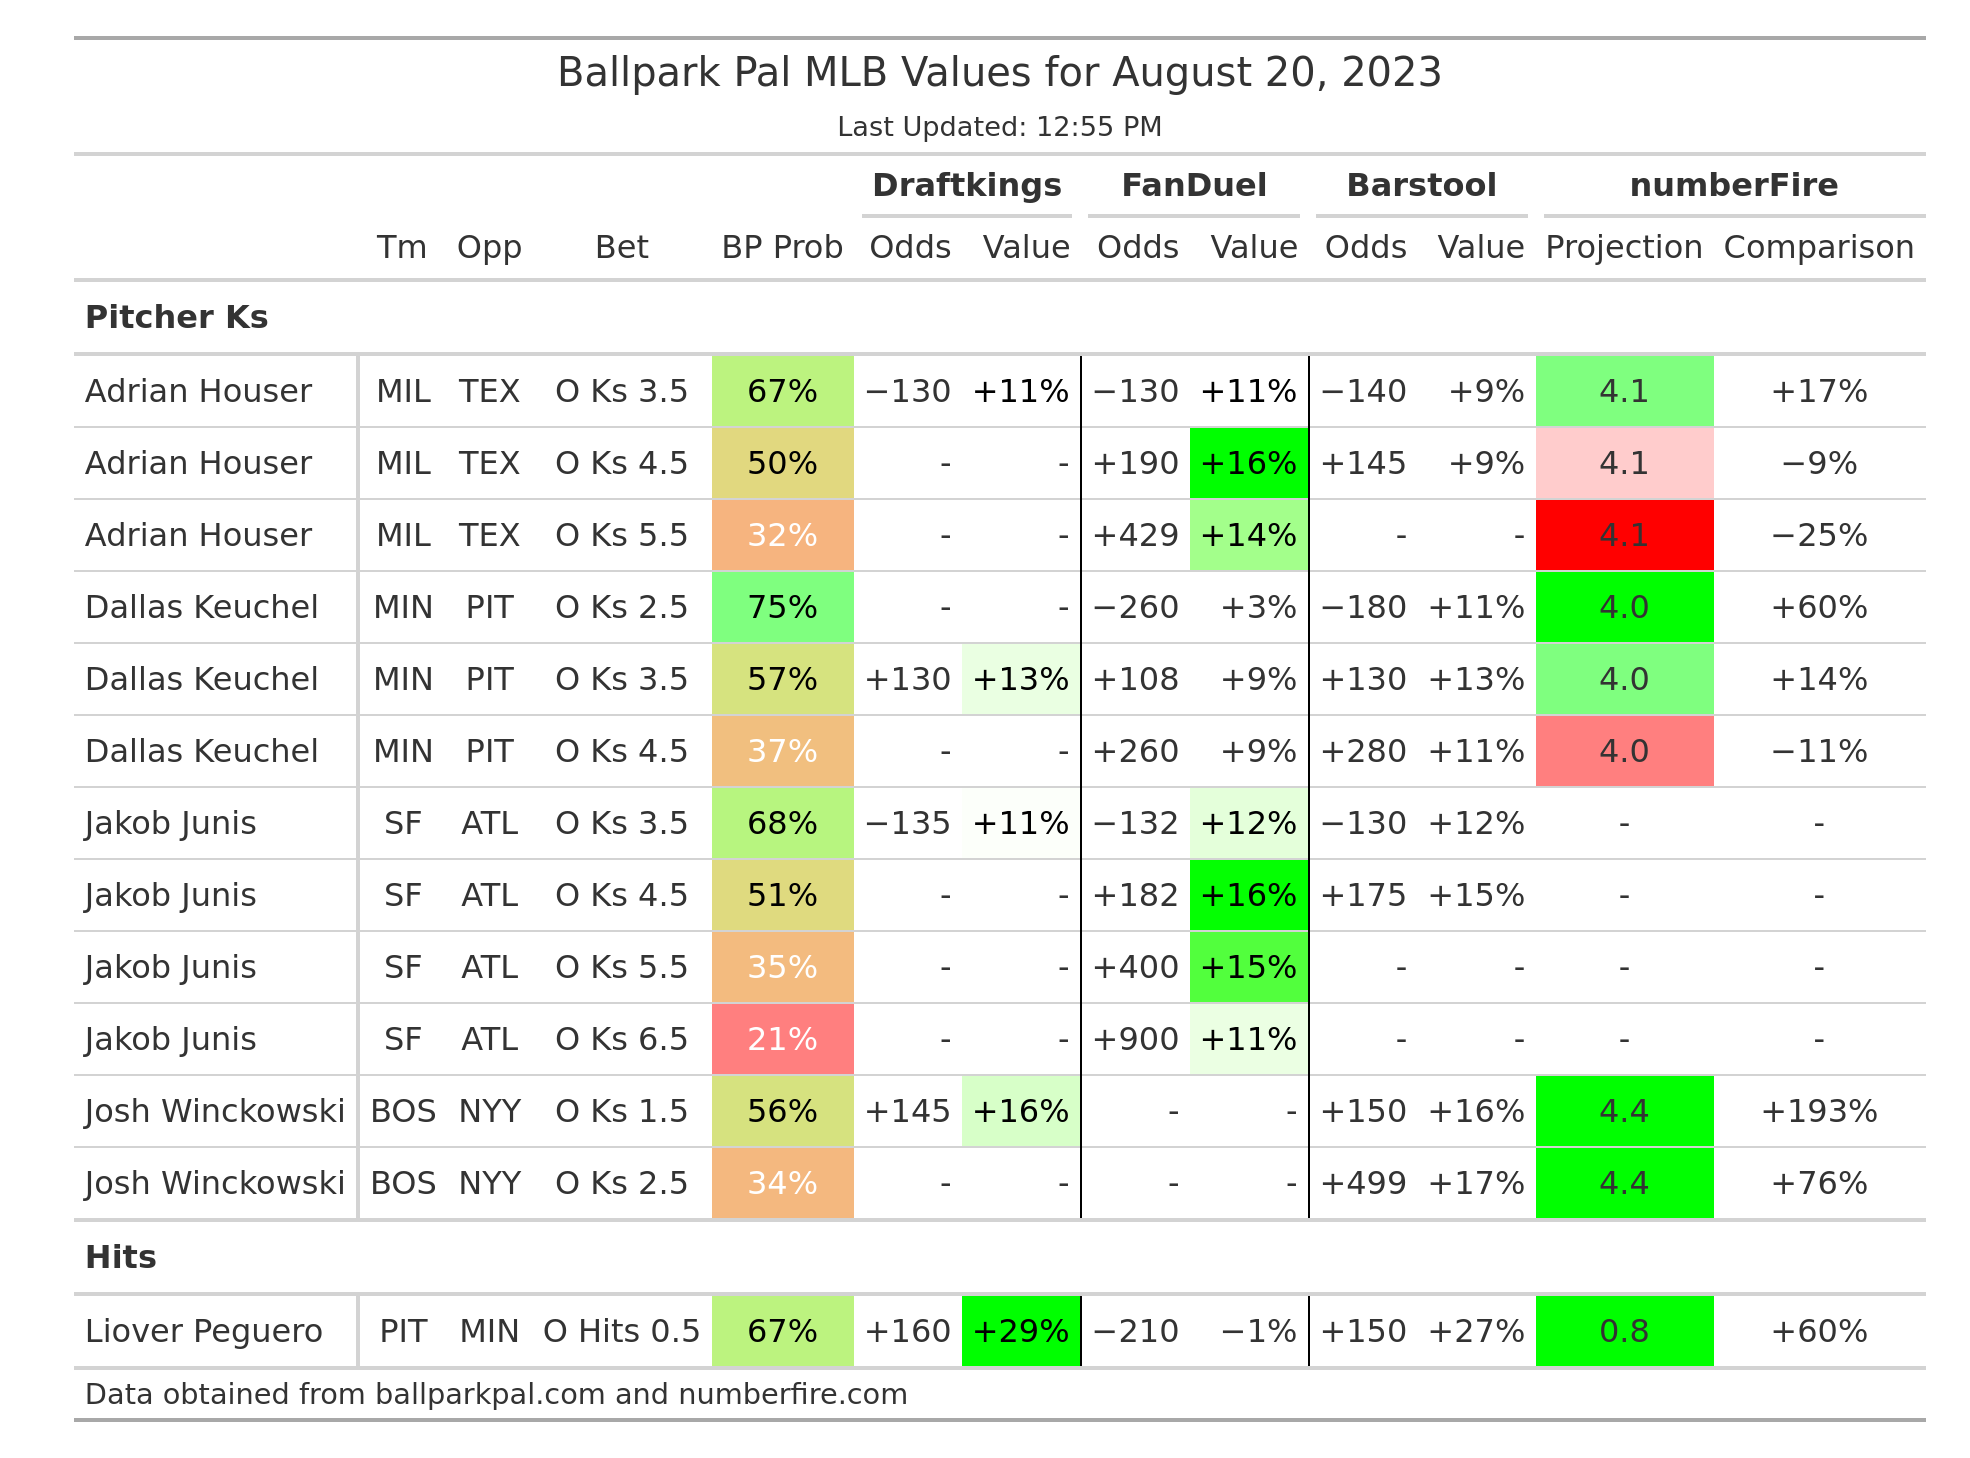 Ballpark Pal MLB Values for August 20, 2023
Last Updated: 12:55 PM
Draftkings FanDuel Barstool numberFire
Tm Opp Bet BP Prob Odds Value Odds Value Odds Value Projection Comparison
Pitcher Ks
Adrian Houser MIL TEX O Ks 3.5 67% −130 +11% −130 +11% −140 +9% 4.1 +17%
Adrian Houser MIL TEX O Ks 4.5 50% - - +190 +16% +145 +9% 4.1 −9%
Adrian Houser MIL TEX O Ks 5.5 32% - - +429 +14% - - 4.1 −25%
Dallas Keuchel MIN PIT O Ks 2.5 75% - - −260 +3% −180 +11% 4.0 +60%
Dallas Keuchel MIN PIT O Ks 3.5 57% +130 +13% +108 +9% +130 +13% 4.0 +14%
Dallas Keuchel MIN PIT O Ks 4.5 37% - - +260 +9% +280 +11% 4.0 −11%
Jakob Junis SF ATL O Ks 3.5 68% −135 +11% −132 +12% −130 +12% - -
Jakob Junis SF ATL O Ks 4.5 51% - - +182 +16% +175 +15% - -
Jakob Junis SF ATL O Ks 5.5 35% - - +400 +15% - - - -
Jakob Junis SF ATL O Ks 6.5 21% - - +900 +11% - - - -
Josh Winckowski BOS NYY O Ks 1.5 56% +145 +16% - - +150 +16% 4.4 +193%
Josh Winckowski BOS NYY O Ks 2.5 34% - - - - +499 +17% 4.4 +76%
Hits
Liover Peguero PIT MIN O Hits 0.5 67% +160 +29% −210 −1% +150 +27% 0.8 +60%
Data obtained from ballparkpal.com and numberfire.com